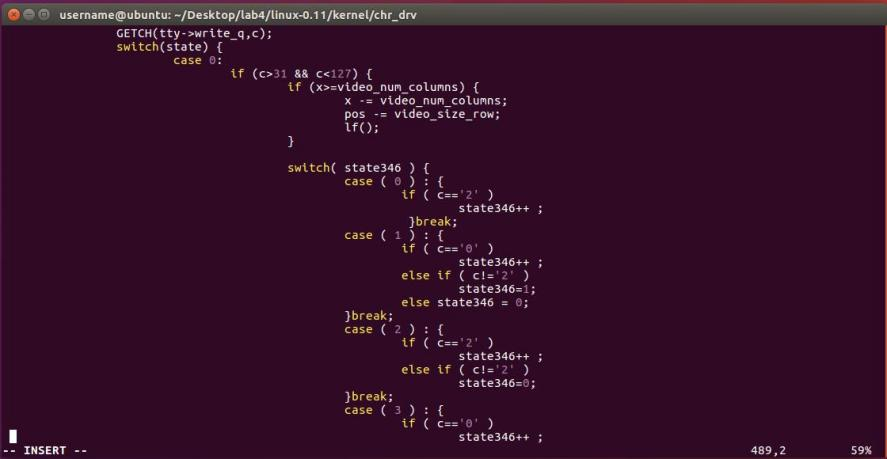 username@ubuntu: ~/Desktop/lab4/linux-0.11/kernel/chr_drv
GETCH(tty->write_q,c);
switch(state) {
case 0:
if (c>31 && c<127) {
if (x>=video_num_columns) {
x -= video_num_columns;
pos -= video_size_row;
lf();
}
switch( state346 ) {
case ( 0 ) : {
if ( c=='2' )
state346++ ;
}break;
case ( 1 ) : {
if ( c=='0' )
state346++ ;
else if ( c!='2' )
state346=1;
else state346 = 0;
}break;
case ( 2 ) : {
if ( c=='2' )
state346++ ;
else if ( c!='2' )
state346=0;
}break;
case ( 3 ) : {
if ( c=='0' )
state346++ ;
-- INSERT -- 489,2 59%